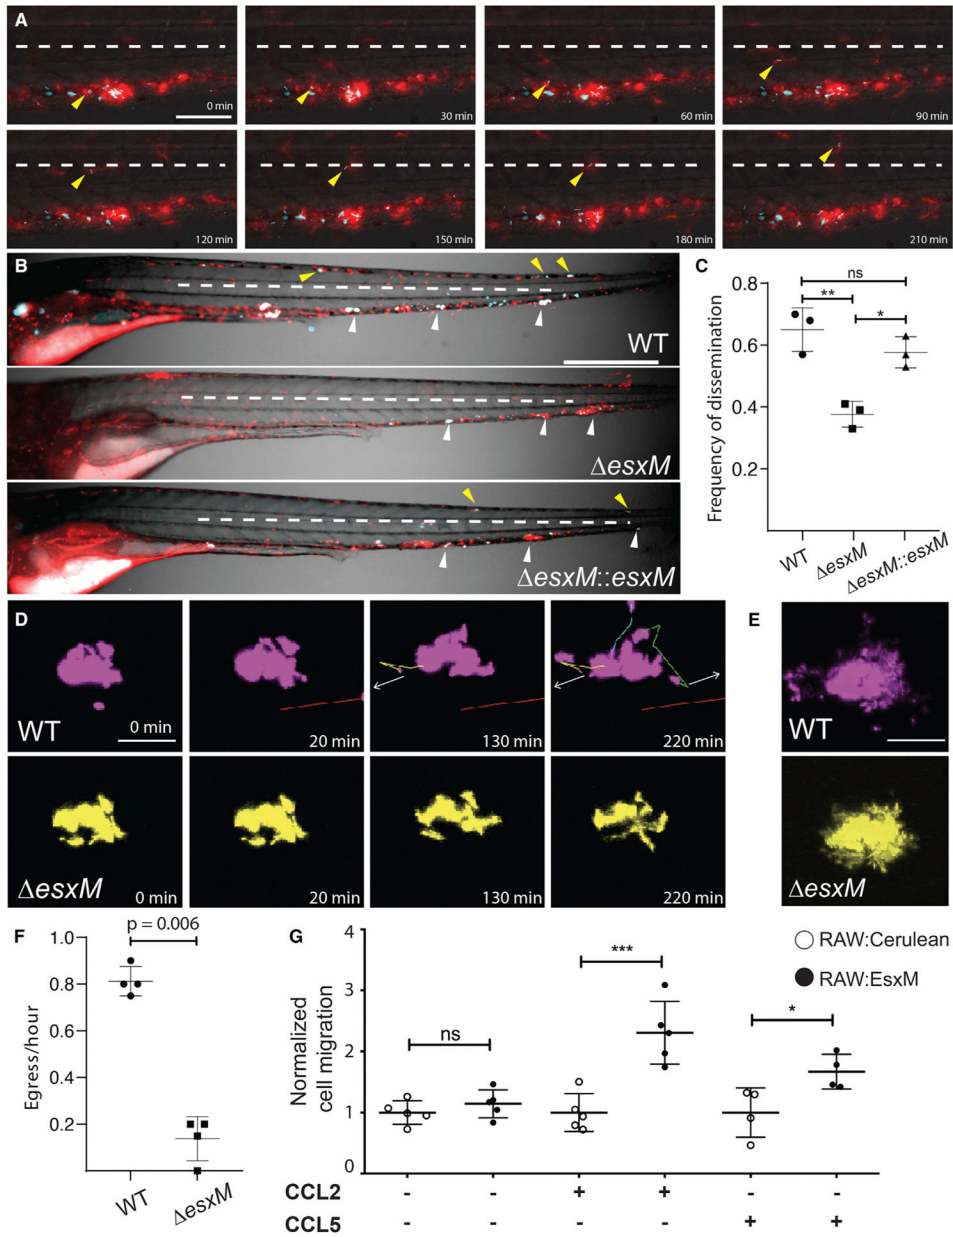 A
0 min
30 min
60 min
90 min
120 min
150 min
180 min
210 min
B
WT
ΔesxM
ΔesxM::esxM
C
Frequency of dissemination
0.8
0.6
0.4
0.2
ns
**
*
WT
ΔesxM
ΔesxM::esxM
D
WT
0 min
20 min
130 min
220 min
ΔesxM
0 min
20 min
130 min
220 min
E
WT
ΔesxM
F
p = 0.006
Egress/hour
1.0
0.8
0.6
0.4
0.2
WT
ΔesxM
G
RAW:Cerulean
RAW:EsxM
Normalized
cell migration
4
3
2
1
0
ns
***
*
CCL2 - - + + - -
CCL5 - - - - + +